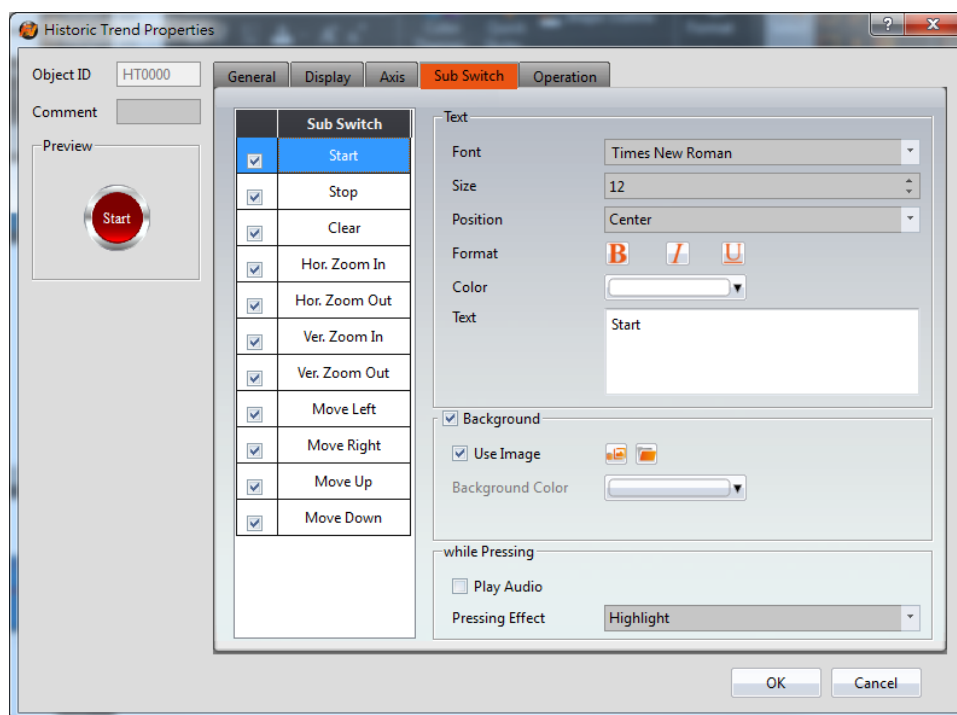 Historic Trend Properties
?
X
Object ID
HT0000
Comment
Preview
Start
General
Display
Axis
Sub Switch
Operation
Sub Switch
Start
Stop
Clear
Hor. Zoom In
Hor. Zoom Out
Ver. Zoom In
Ver. Zoom Out
Move Left
Move Right
Move Up
Move Down
Text
Font
Times New Roman
Size
12
Position
Center
Format
B I U
Color
Text
Start
Background
Use Image
Background Color
while Pressing
Play Audio
Pressing Effect
Highlight
OK
Cancel